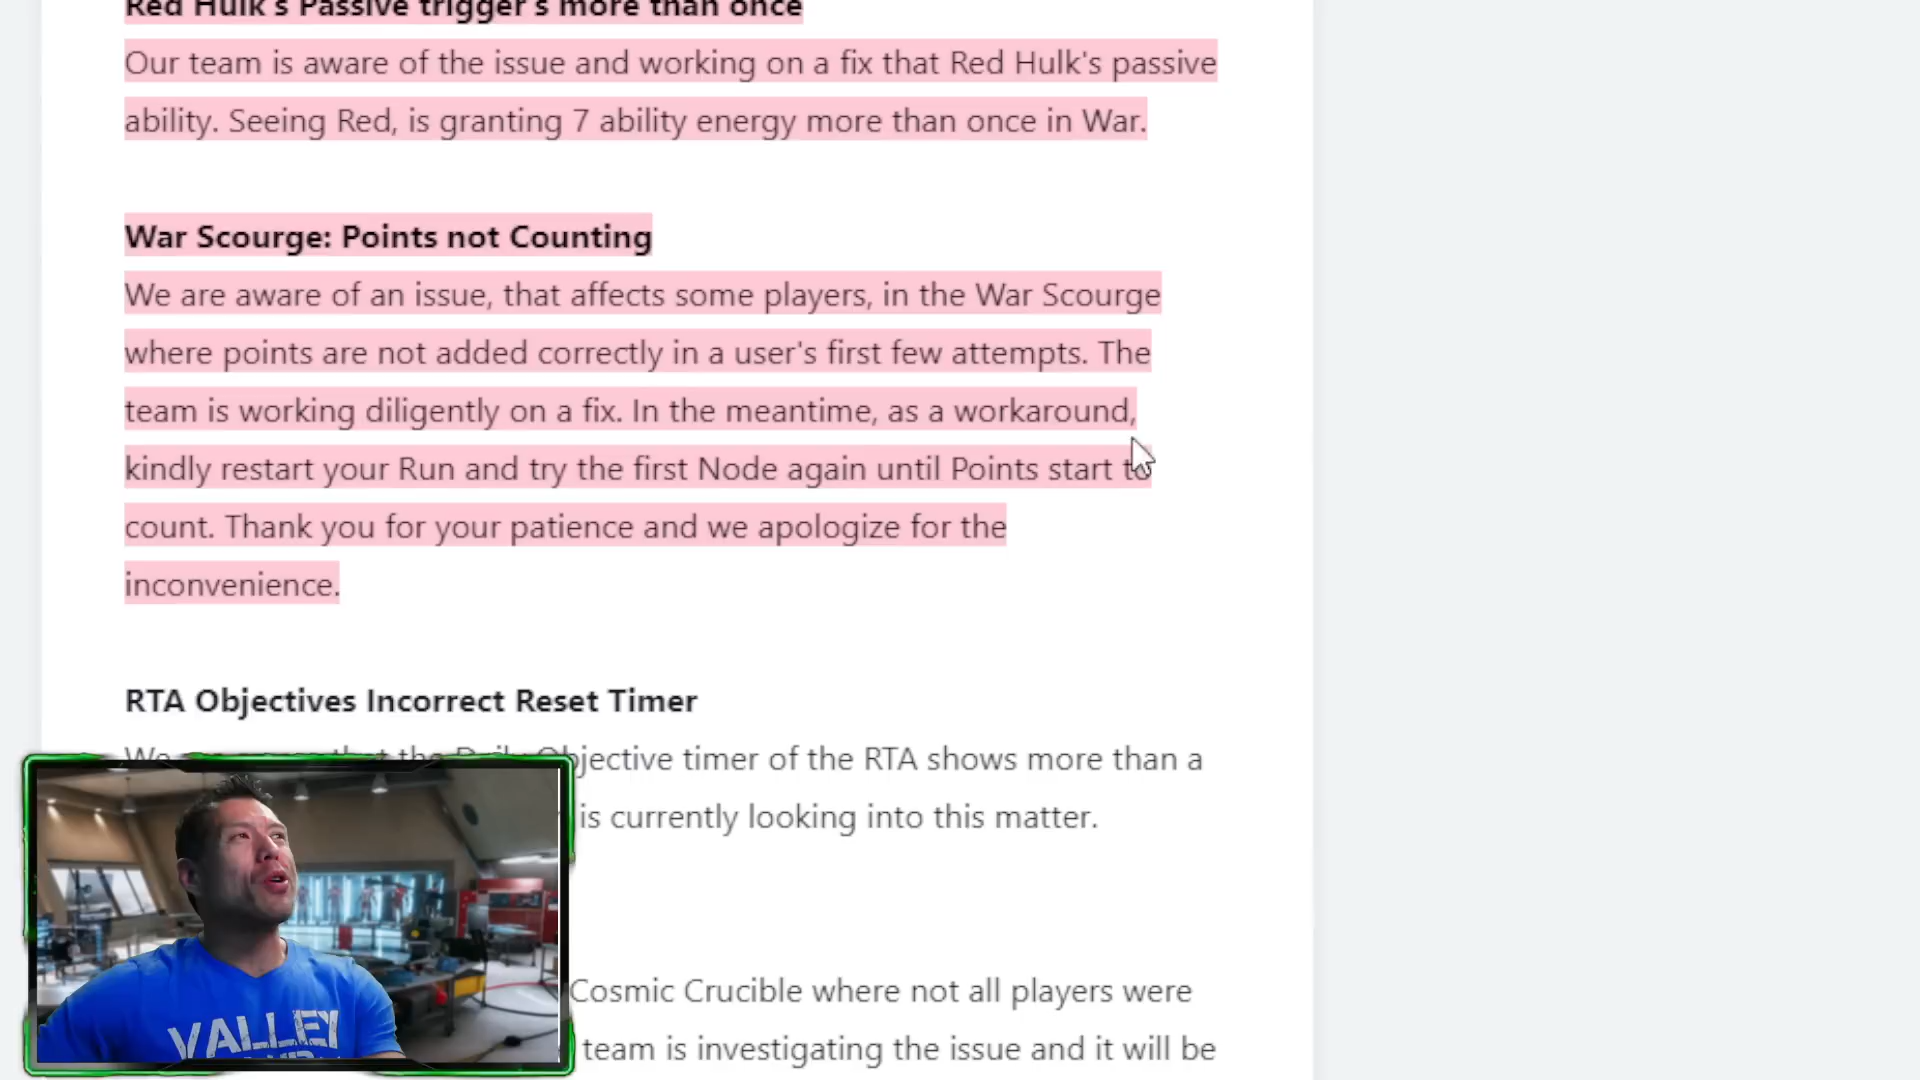 Red Hulk's Passive trigger's more than once
Our team is aware of the issue and working on a fix that Red Hulk's passive
ability. Seeing Red, is granting 7 ability energy more than once in War.
War Scourge: Points not Counting
We are aware of an issue, that affects some players, in the War Scourge
where points are not added correctly in a user's first few attempts. The
team is working diligently on a fix. In the meantime, as a workaround,
kindly restart your Run and try the first Node again until Points start to
count. Thank you for your patience and we apologize for the
inconvenience.
RTA Objectives Incorrect Reset Timer
We are aware that the Daily Objective timer of the RTA shows more than a
is currently looking into this matter.
Cosmic Crucible where not all players were
team is investigating the issue and it will be
VALLEY